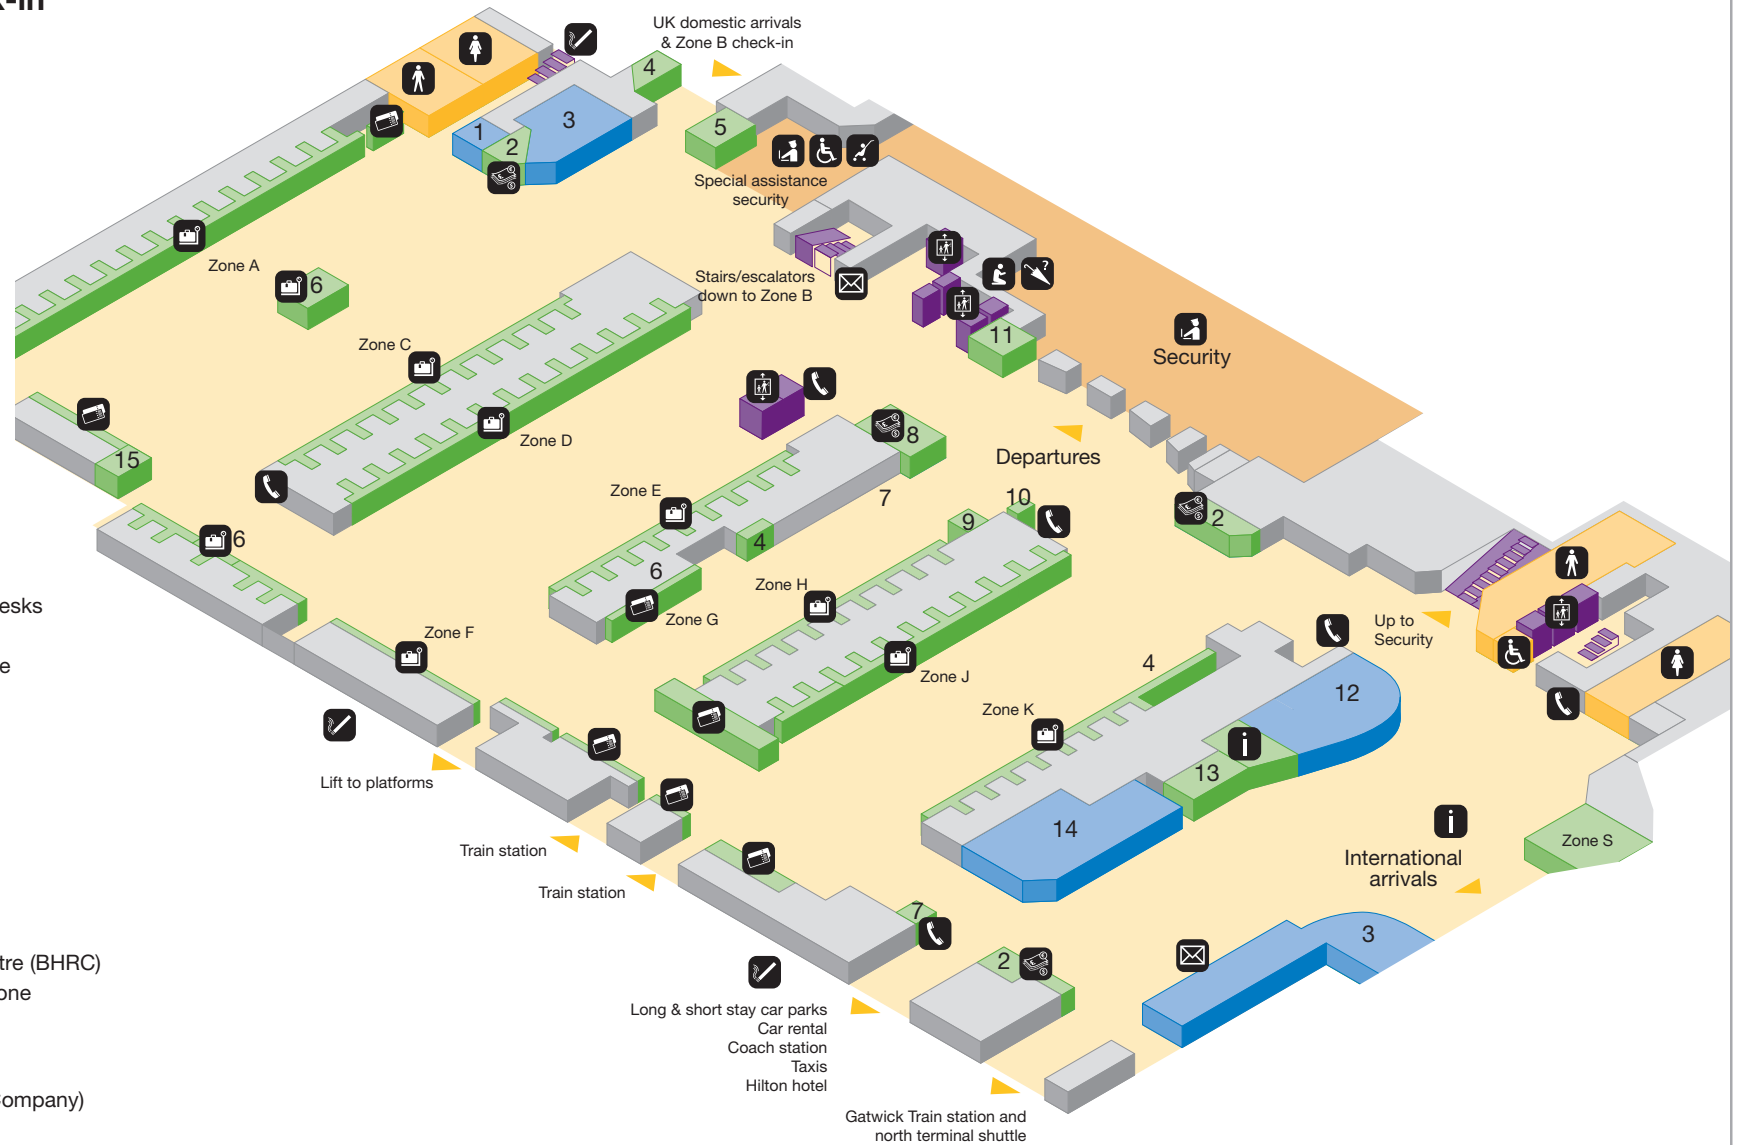 -in
UK domestic arrivals
& Zone B check-in
4
3
1
2
5
Special assistance
security
Zone A
6
Stairs/escalators
down to Zone B
Zone C
11
Security
Zone D
8
Departures
15
Zone E
7
10
9
2
6
4
6
Zone H
Zone G
Up to
Security
Zone F
4
Zone J
12
Zone K
13
Lift to platforms
14
Zone S
Train station
International
arrivals
Train station
7
3
2
Long & short stay car parks
Car rental
Coach station
Taxis
Hilton hotel
Gatwick Train station and
north terminal shuttle
esks
e
tre (BHRC)
one
Company)